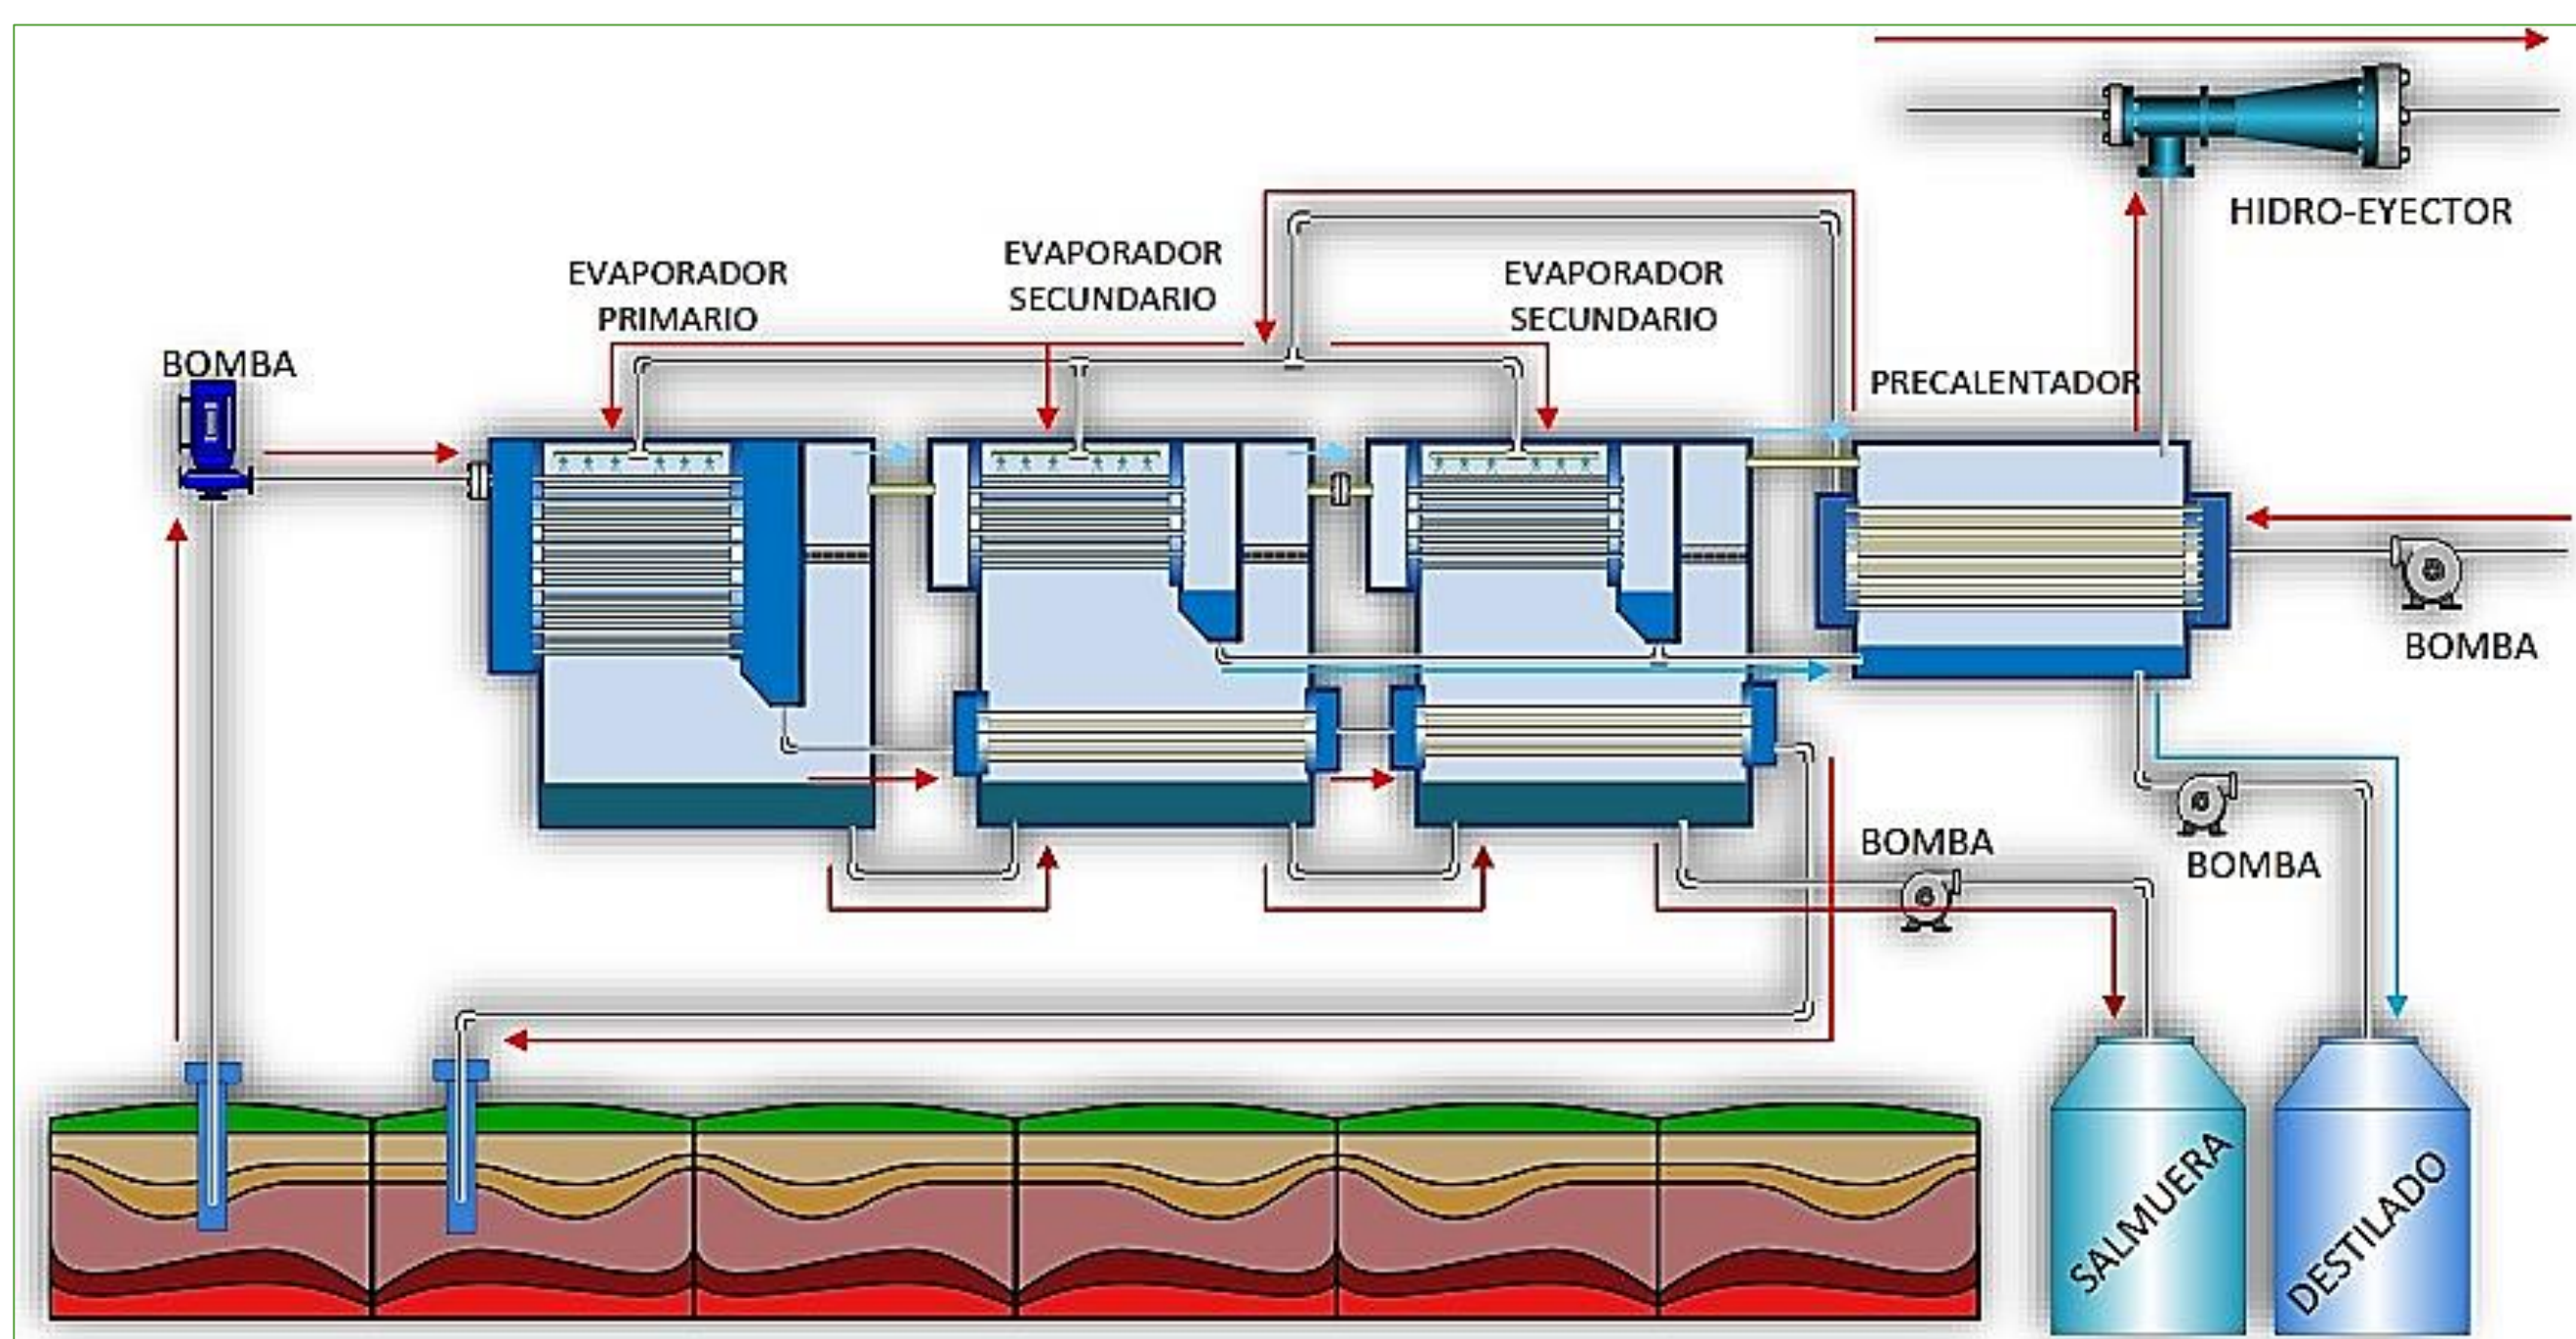 HIDRO-EYECTOR
EVAPORADOR
PRIMARIO
EVAPORADOR
SECUNDARIO
EVAPORADOR
SECUNDARIO
BOMBA
PRECALENTADOR
BOMBA
BOMBA
BOMBA
SALMUERA
DESTILADO